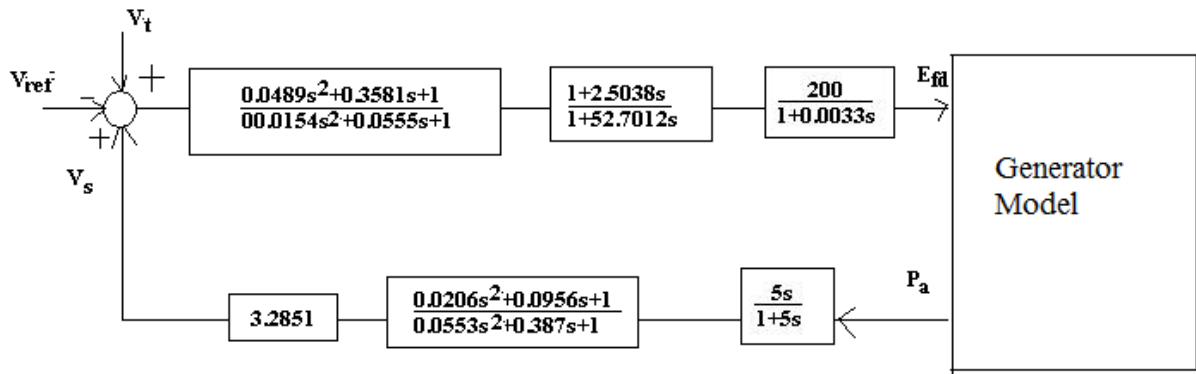 V_t
V_ref
-
+
+
V_s
0.0489s^2+0.3581s+1
00.0154s^2+0.0555s+1
1+2.5038s
1+52.7012s
200
1+0.0033s
E_fd
Generator
Model
3.2851
0.0206s^2+0.0956s+1
0.0553s^2+0.387s+1
5s
1+5s
P_a